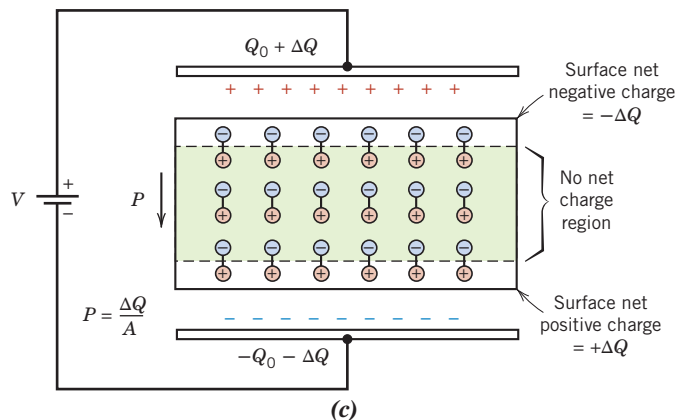 Q₀ + ΔQ
+ + + + + + + + +
Surface net
negative charge
= −ΔQ
− − − − − −
+ + + + + +
V
+
−
P
− − − − − −
+ + + + + +
No net
charge
region
− − − − − −
+ + + + + +
P = ΔQ/A
− − − − − − − − −
Surface net
positive charge
= +ΔQ
−Q₀ − ΔQ
(c)